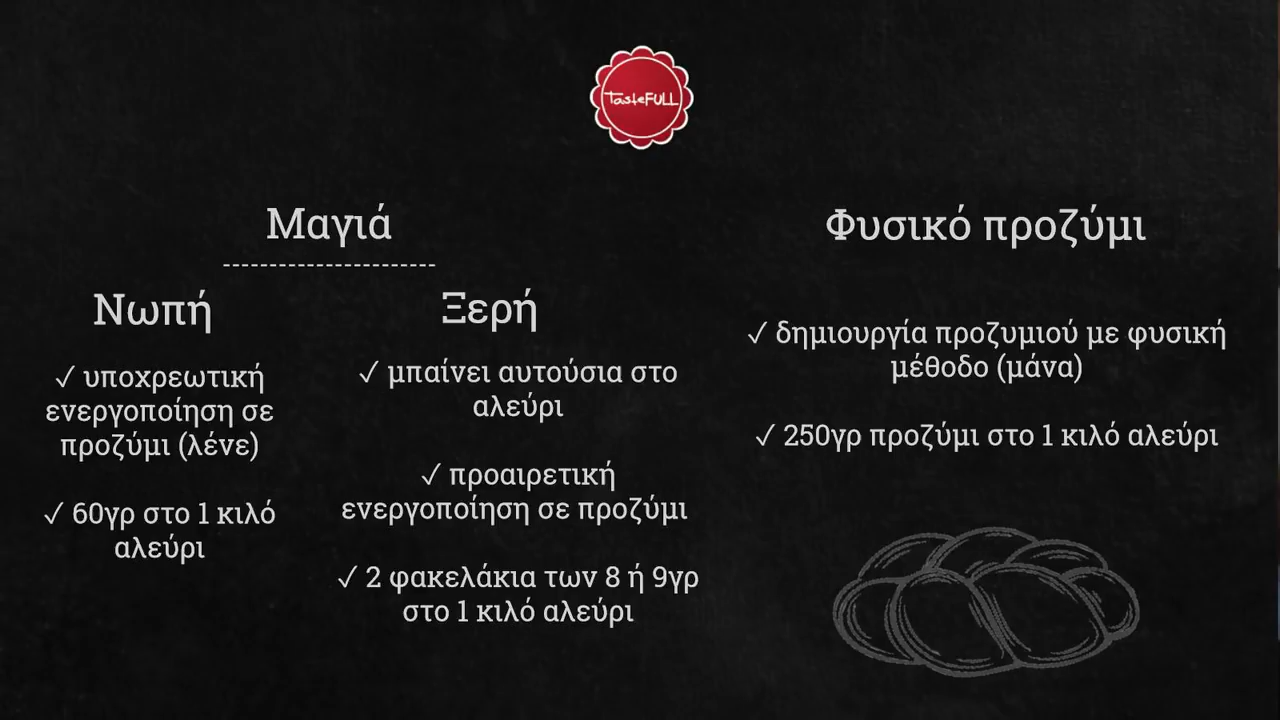 TasteFULL
Μαγιά
-----------------------
Νωπή
✓ υποχρεωτική
ενεργοποίηση σε
προζύμι (λένε)
✓ 60γρ στο 1 κιλό
αλεύρι
Ξερή
✓ μπαίνει αυτούσια στο
αλεύρι
✓ προαιρετική
ενεργοποίηση σε προζύμι
✓ 2 φακελάκια των 8 ή 9γρ
στο 1 κιλό αλεύρι
Φυσικό προζύμι
✓ δημιουργία προζυμιού με φυσική
μέθοδο (μάνα)
✓ 250γρ προζύμι στο 1 κιλό αλεύρι